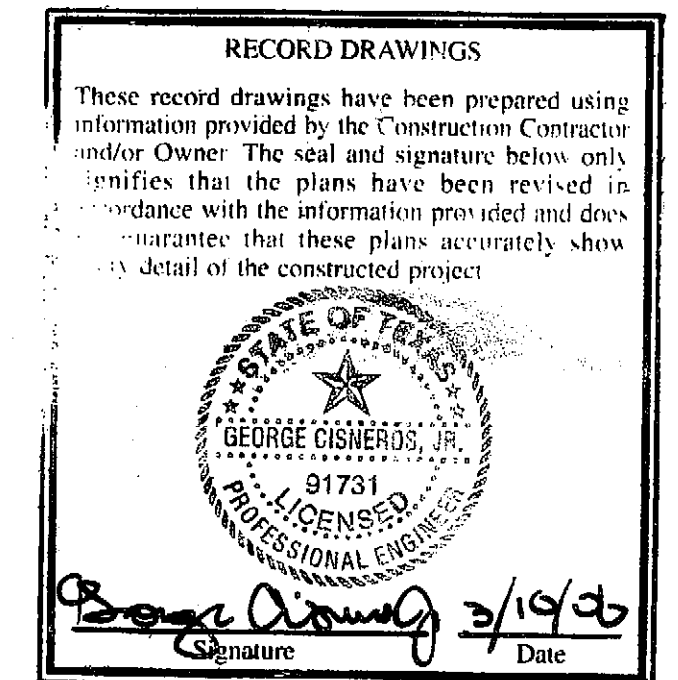 RECORD DRAWINGS
These record drawings have been prepared using
information provided by the Construction Contractor
and/or Owner The seal and signature below only
ignifies that the plans have been revised in
ordance with the information provided and does
uarantee that these plans accurately show
y detail of the constructed project
STATE OF TEXAS
GEORGE CISNEROS, JR.
91731
LICENSED
PROFESSIONAL ENGINEER
3/10/06
Signature
Date